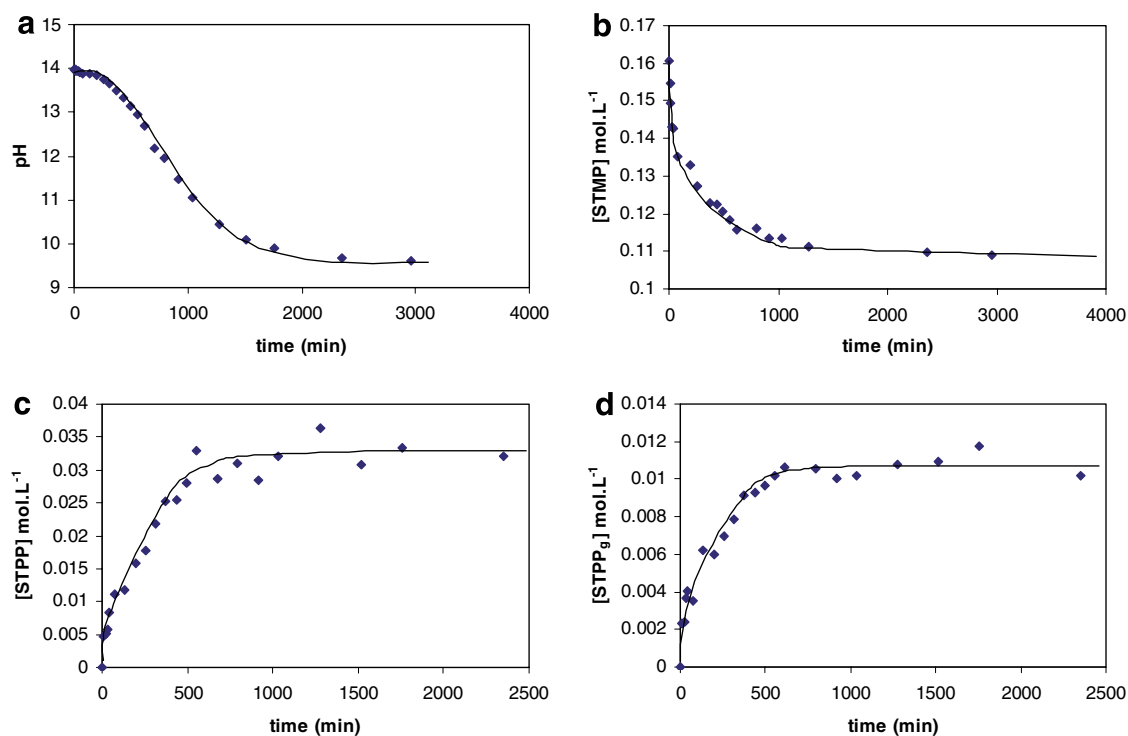 a
15
14
13
12
11
10
9
pH
0 1000 2000 3000 4000
time (min)
b
0.17
0.16
0.15
0.14
0.13
0.12
0.11
0.1
[STMP] mol.L⁻¹
0 1000 2000 3000 4000
time (min)
c
0.04
0.035
0.03
0.025
0.02
0.015
0.01
0.005
0
[STPP] mol.L⁻¹
0 500 1000 1500 2000 2500
time (min)
d
0.014
0.012
0.01
0.008
0.006
0.004
0.002
0
[STPPg] mol.L⁻¹
0 500 1000 1500 2000 2500
time (min)